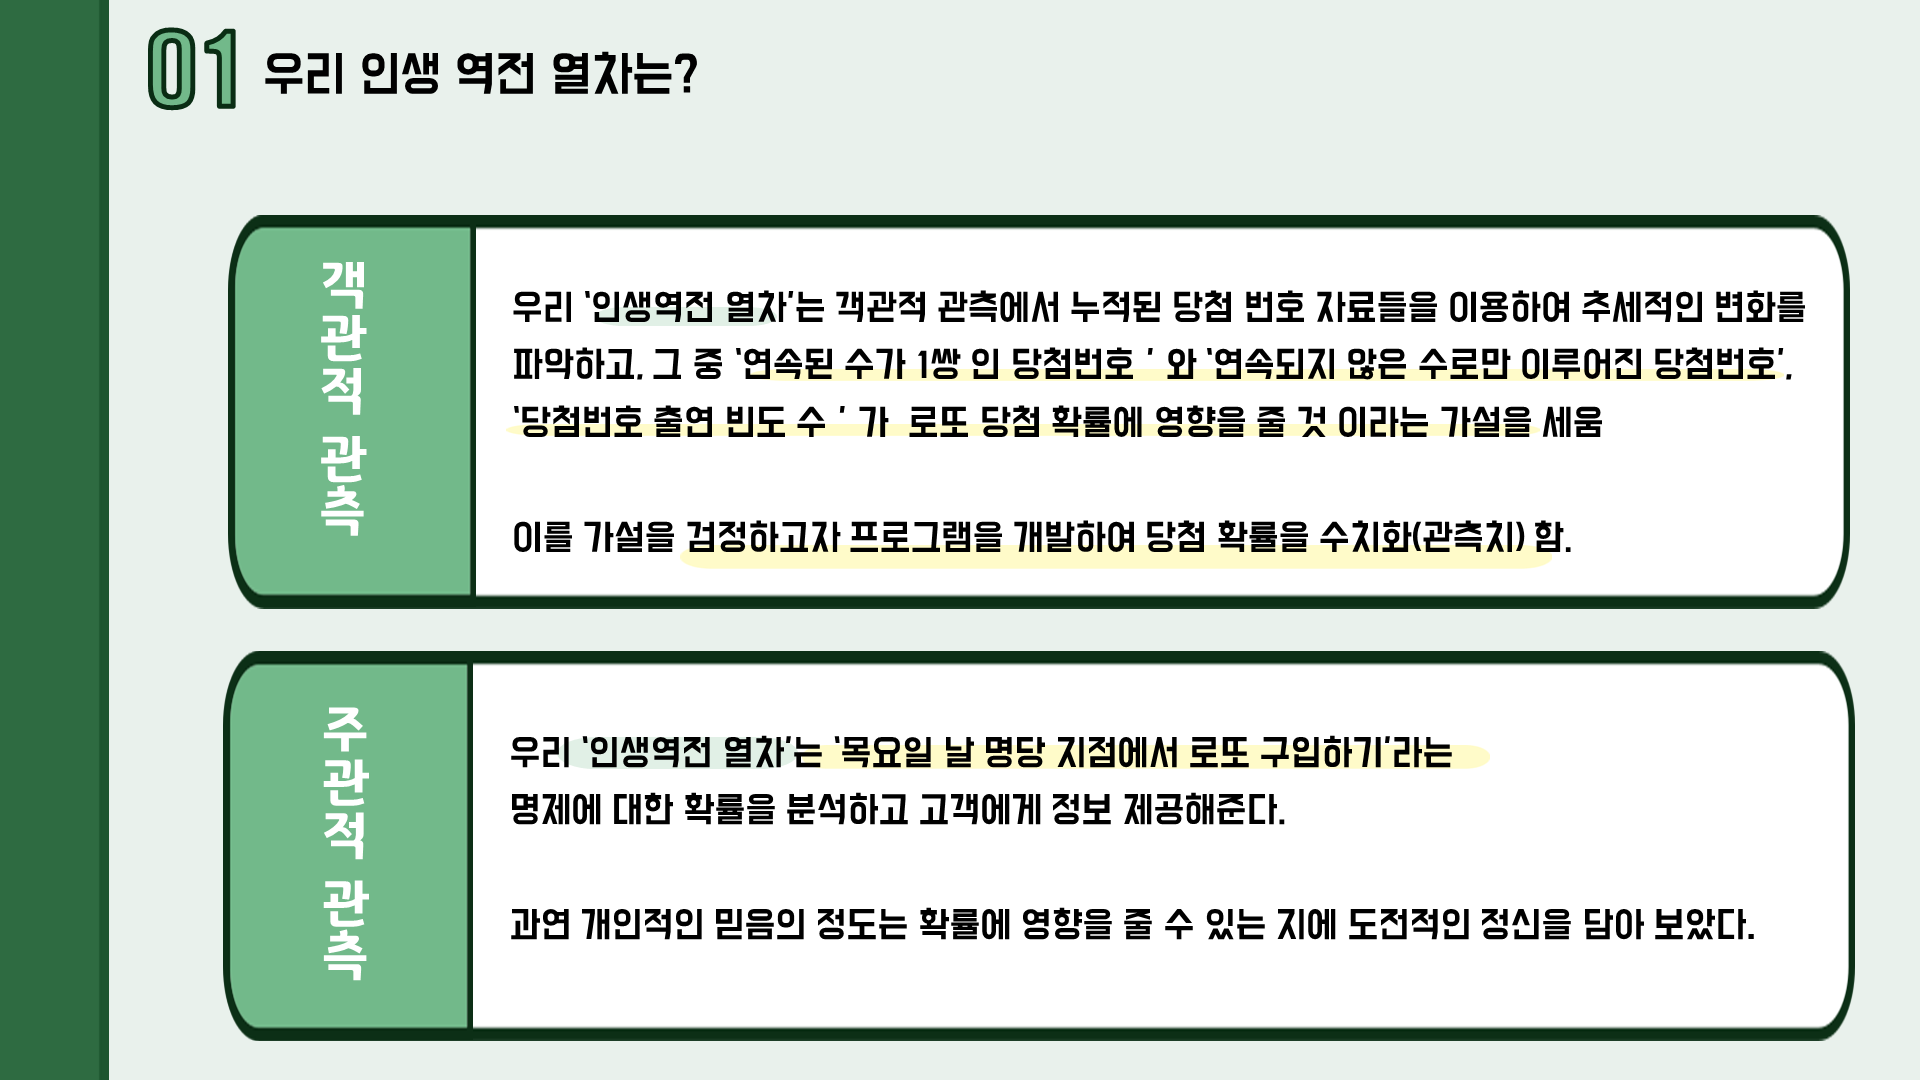 01 우리 인생 역전 열차는?
객관적 관측
우리 '인생역전 열차'는 객관적 관측에서 누적된 당첨 번호 자료들을 이용하여 추세적인 변화를
파악하고, 그 중 '연속된 수가 1쌍 인 당첨번호 ' 와 '연속되지 않은 수로만 이루어진 당첨번호',
'당첨번호 출연 빈도 수 ' 가 로또 당첨 확률에 영향을 줄 것 이라는 가설을 세움
이를 가설을 검정하고자 프로그램을 개발하여 당첨 확률을 수치화(관측치) 함.
주관적 관측
우리 '인생역전 열차'는 '목요일 날 명당 지점에서 로또 구입하기'라는
명제에 대한 확률을 분석하고 고객에게 정보 제공해준다.
과연 개인적인 믿음의 정도는 확률에 영향을 줄 수 있는 지에 도전적인 정신을 담아 보았다.